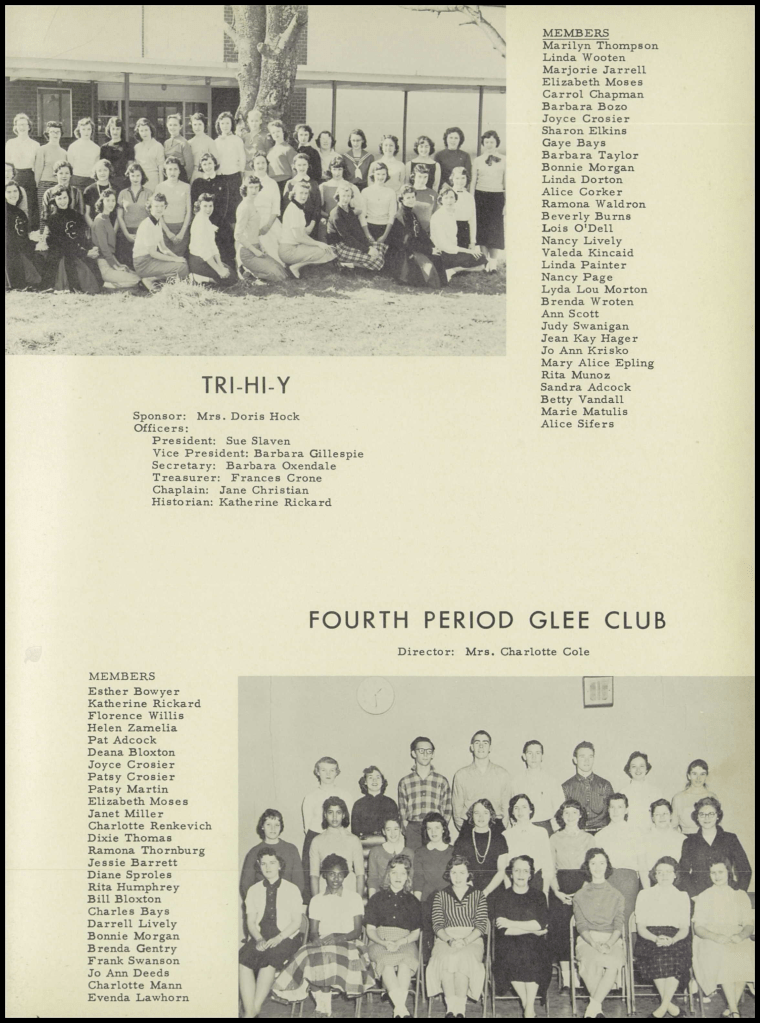 MEMBERS
Marilyn Thompson
Linda Wooten
Marjorie Jarrell
Elizabeth Moses
Carrol Chapman
Barbara Bozo
Joyce Crosier
Sharon Elkins
Gaye Bays
Barbara Taylor
Bonnie Morgan
Linda Dorton
Alice Corker
Ramona Waldron
Beverly Burns
Lois O'Dell
Nancy Lively
Valeda Kincaid
Linda Painter
Nancy Page
Lyda Lou Morton
Brenda Wroten
Ann Scott
Judy Swanigan
Jean Kay Hager
Jo Ann Krisko
Mary Alice Epling
Rita Munoz
Sandra Adcock
Betty Vandall
Marie Matulis
Alice Sifers
TRI-HI-Y
Sponsor: Mrs. Doris Hock
Officers:
President: Sue Slaven
Vice President: Barbara Gillespie
Secretary: Barbara Oxendale
Treasurer: Frances Crone
Chaplain: Jane Christian
Historian: Katherine Rickard
FOURTH PERIOD GLEE CLUB
Director: Mrs. Charlotte Cole
MEMBERS
Esther Bowyer
Katherine Rickard
Florence Willis
Helen Zamelia
Pat Adcock
Deana Bloxton
Joyce Crosier
Patsy Crosier
Patsy Martin
Elizabeth Moses
Janet Miller
Charlotte Renkevich
Dixie Thomas
Ramona Thornburg
Jessie Barrett
Diane Sproles
Rita Humphrey
Bill Bloxton
Charles Bays
Darrell Lively
Bonnie Morgan
Brenda Gentry
Frank Swanson
Jo Ann Deeds
Charlotte Mann
Evenda Lawhorn